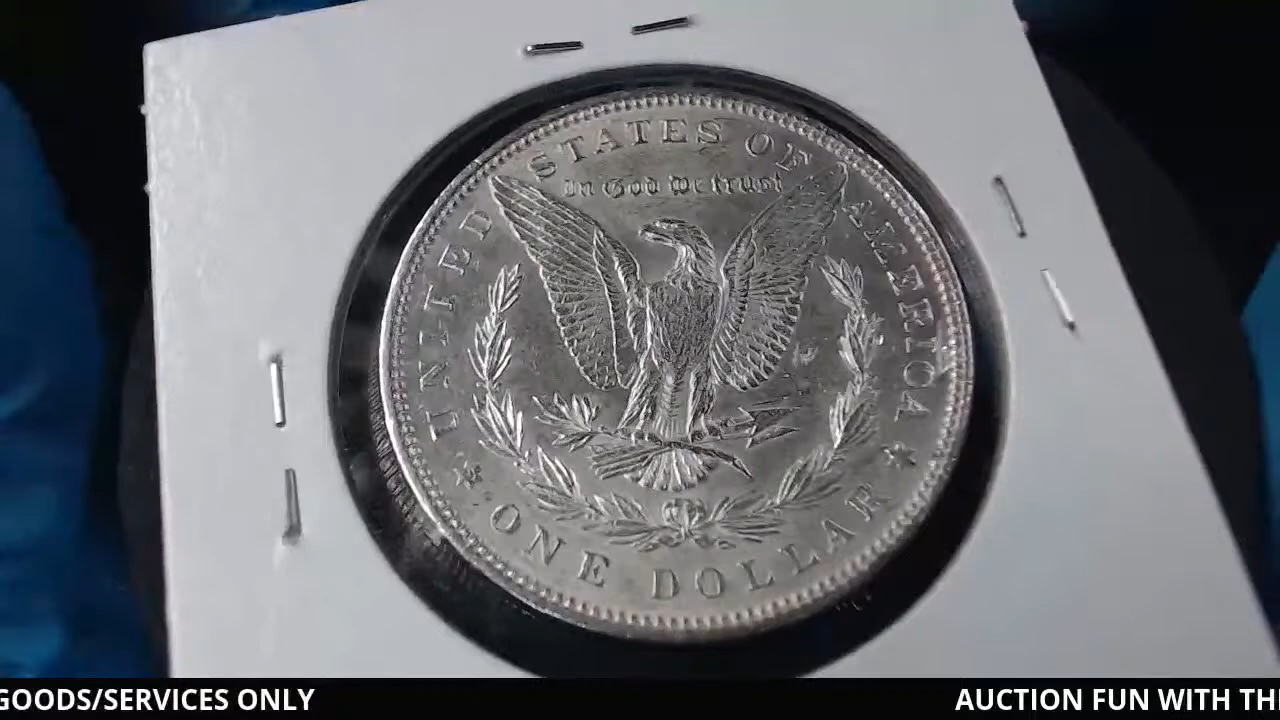 UNITED STATES OF AMERICA
In God We trust
ONE DOLLAR
GOODS/SERVICES ONLY
AUCTION FUN WITH TH